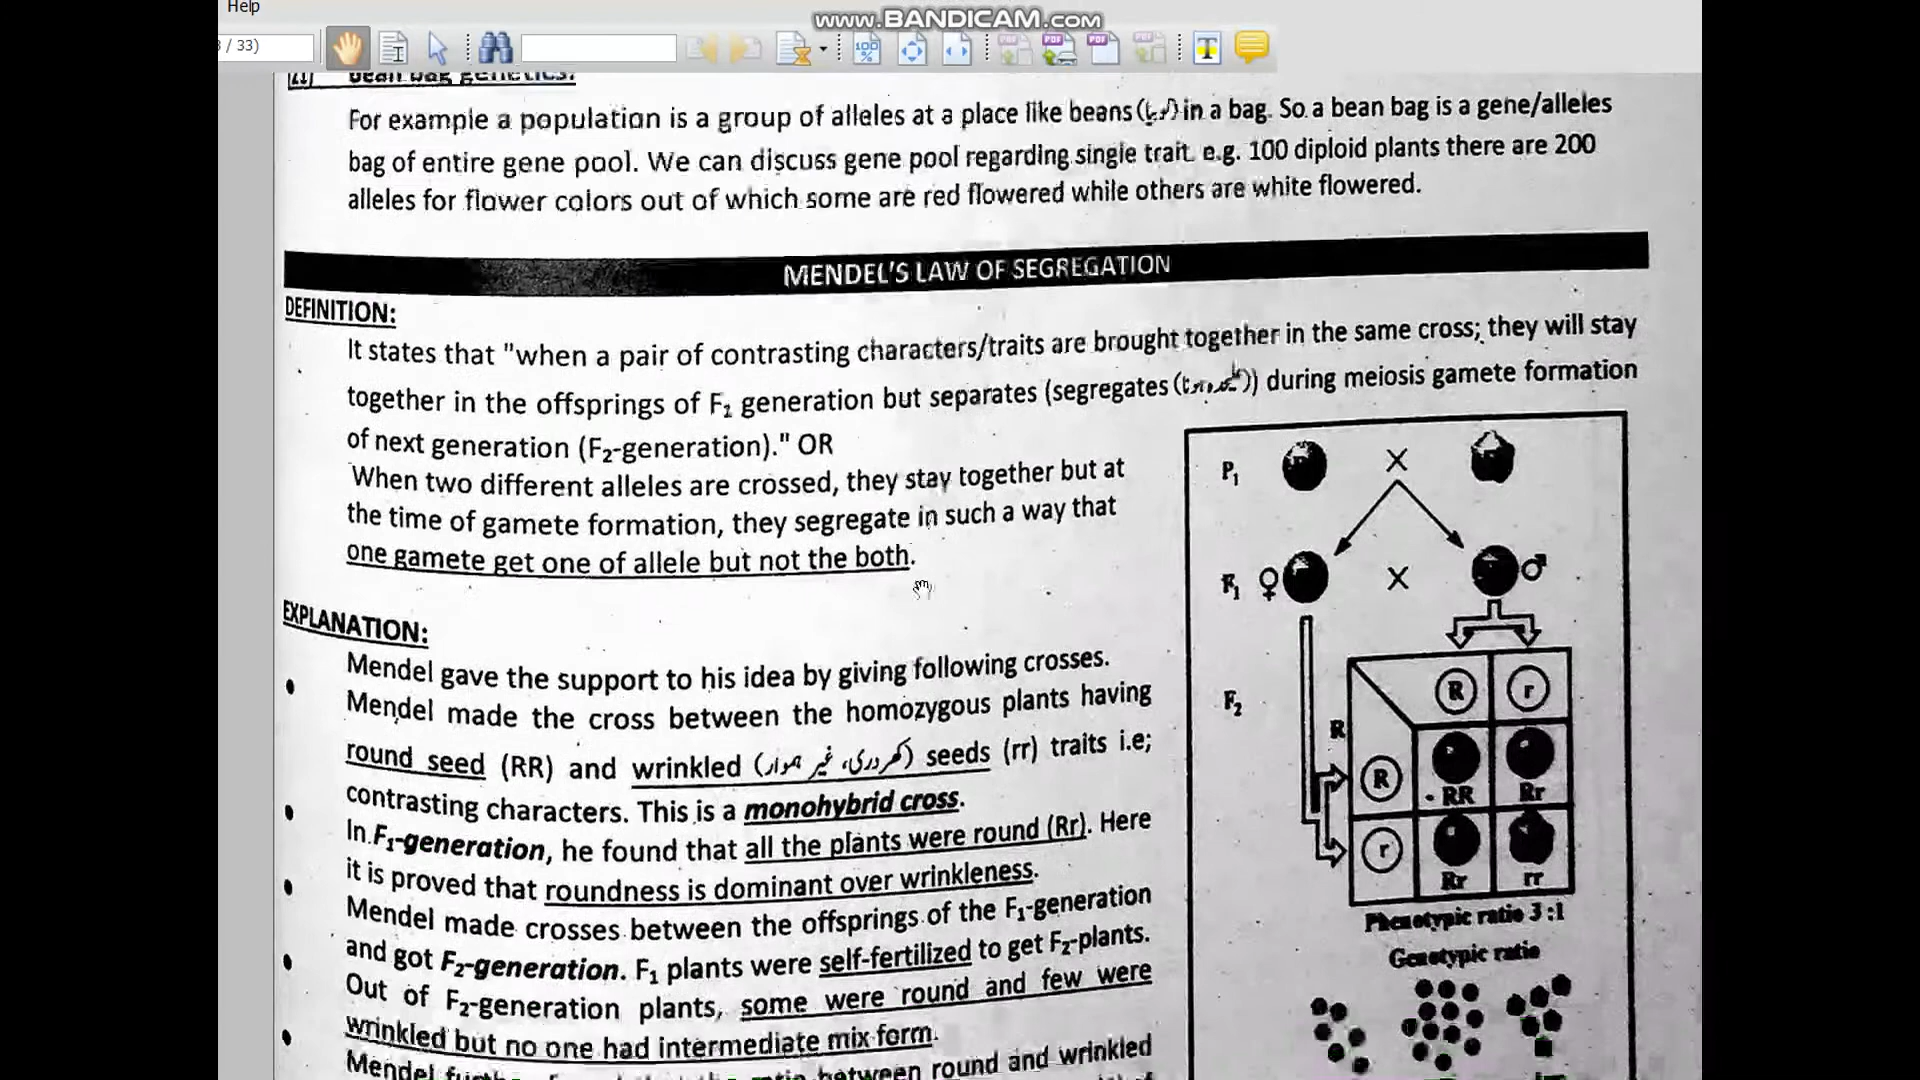 Help
www.BANDICAM.com
/ 33)
bean bag genetics:
For example a population is a group of alleles at a place like beans (لوبیا) in a bag. So a bean bag is a gene/alleles
bag of entire gene pool. We can discuss gene pool regarding single trait. e.g. 100 diploid plants there are 200
alleles for flower colors out of which some are red flowered while others are white flowered.
MENDEL'S LAW OF SEGREGATION
DEFINITION:
It states that "when a pair of contrasting characters/traits are brought together in the same cross; they will stay
together in the offsprings of F₁ generation but separates (segregates ( )) during meiosis gamete formation
of next generation (F₂-generation)." OR
When two different alleles are crossed, they stay together but at
the time of gamete formation, they segregate in such a way that
one gamete get one of allele but not the both.
EXPLANATION:
• Mendel gave the support to his idea by giving following crosses.
Mendel made the cross between the homozygous plants having
round seed (RR) and wrinkled (کھردری، غیر ہموار) seeds (rr) traits i.e;
contrasting characters. This is a monohybrid cross.
• In F₁-generation, he found that all the plants were round (Rr). Here
it is proved that roundness is dominant over wrinkleness.
• Mendel made crosses between the offsprings of the F₁-generation
and got F₂-generation. F₁ plants were self-fertilized to get F₂-plants.
• Out of F₂-generation plants, some were round and few were
wrinkled but no one had intermediate mix form.
• Mendel between round and wrinkled
P₁ X
F₁ ♀ X ♂
F₂
R r
R
R - RR Rr
r Rr rr
Phenotypic ratio 3:1
Genotypic ratio